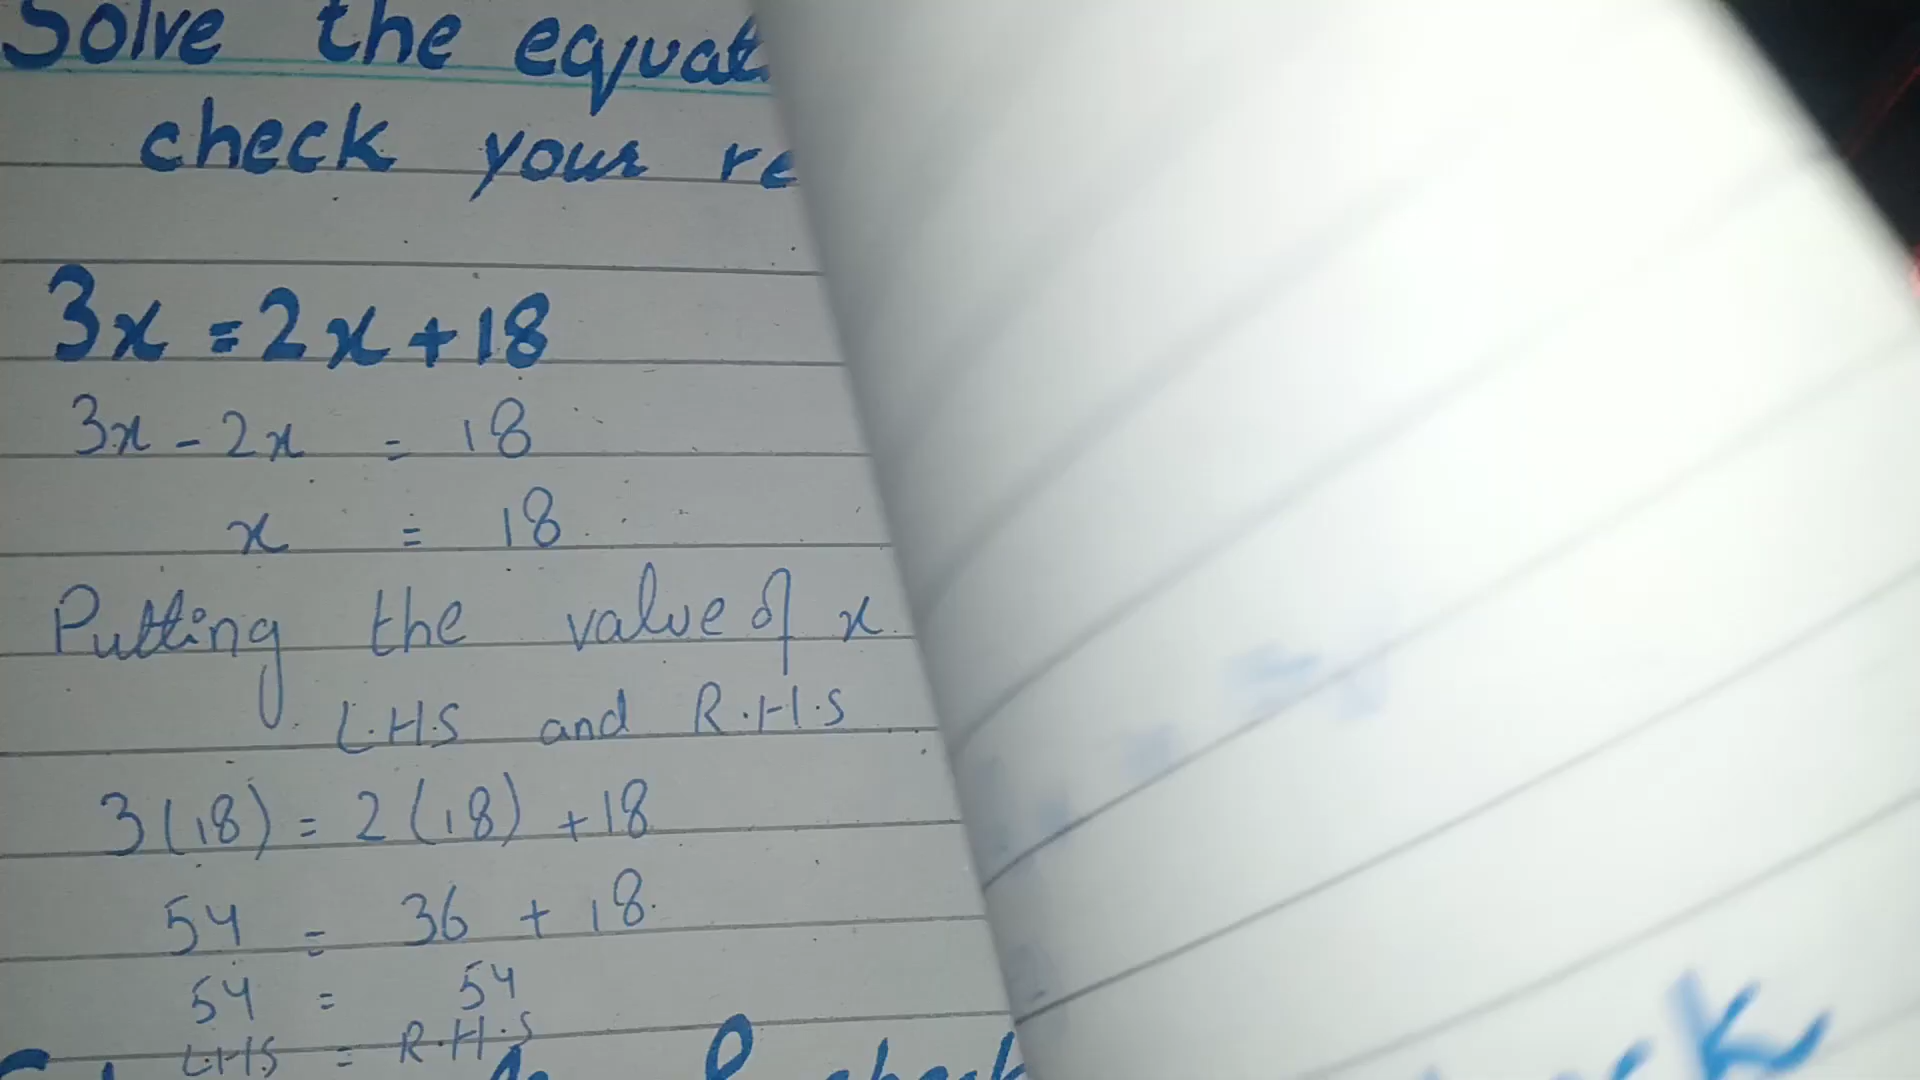 Solve the equat
check your re
3x = 2x + 18
3x - 2x = 18
x = 18
Putting the value of x
L.H.S and R.H.S
3(18) = 2(18) + 18
54 = 36 + 18
54 = 54
L.H.S = R.H.S
& check